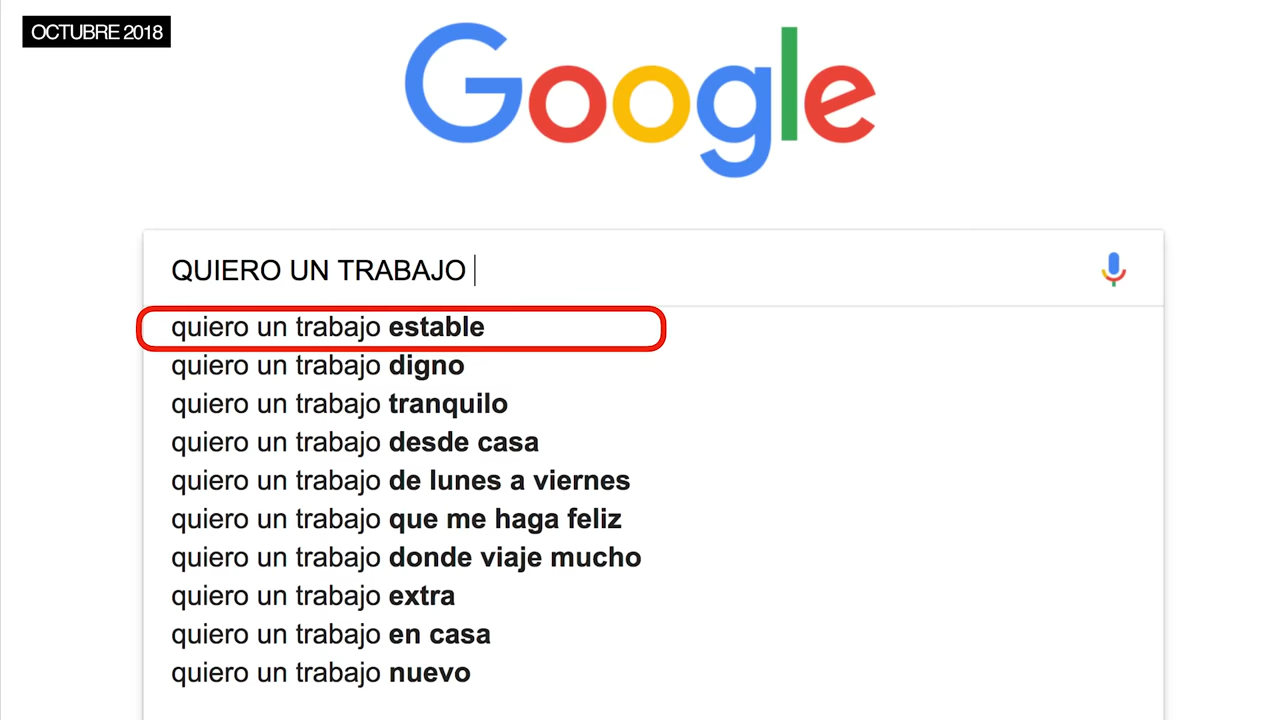 OCTUBRE 2018
Google
QUIERO UN TRABAJO
quiero un trabajo estable
quiero un trabajo digno
quiero un trabajo tranquilo
quiero un trabajo desde casa
quiero un trabajo de lunes a viernes
quiero un trabajo que me haga feliz
quiero un trabajo donde viaje mucho
quiero un trabajo extra
quiero un trabajo en casa
quiero un trabajo nuevo